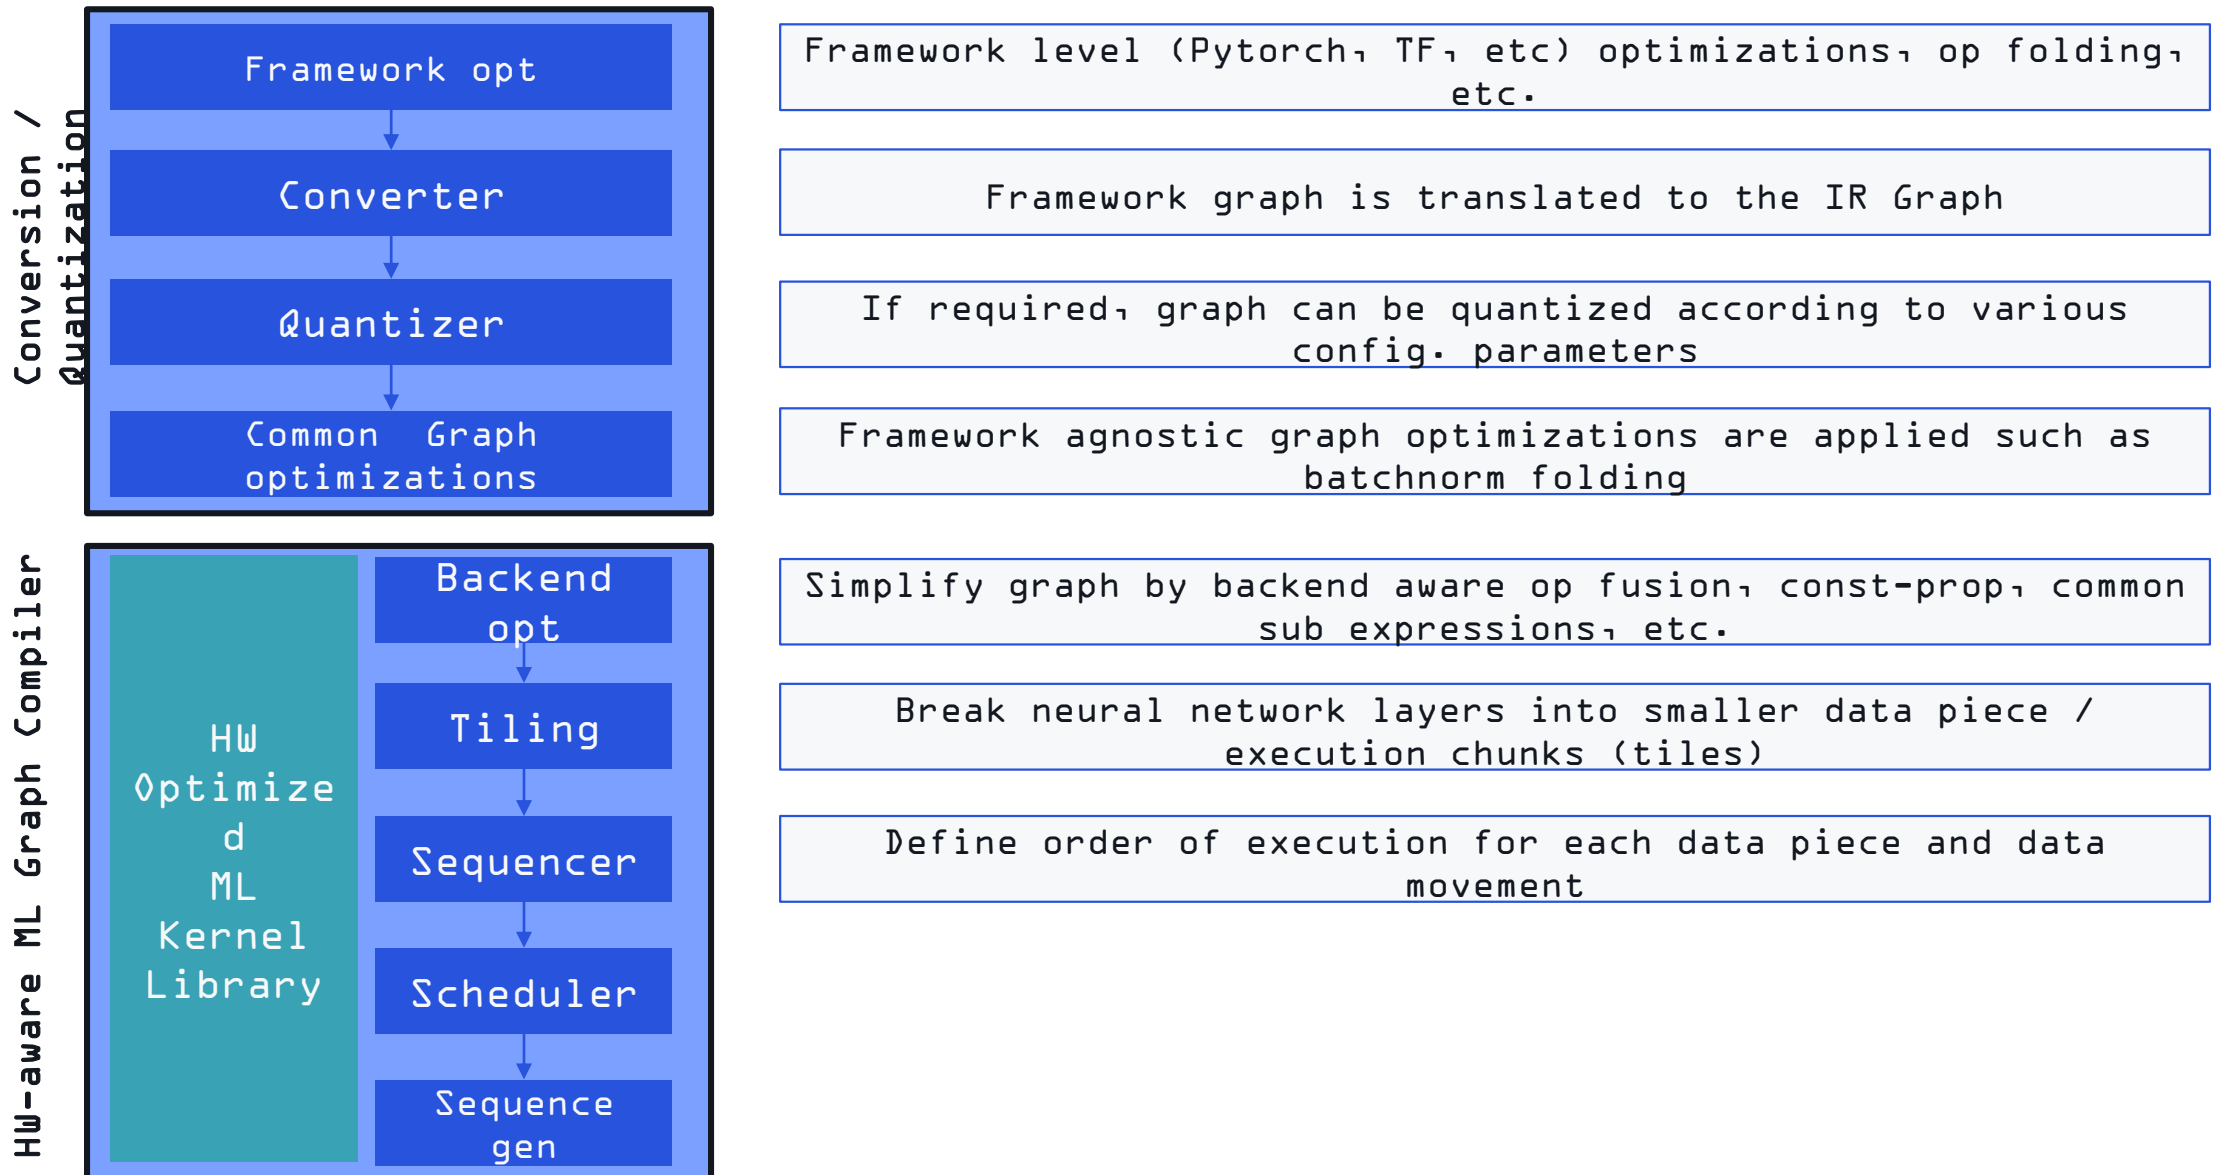 Conversion /
Quantization
Framework opt
Framework level (Pytorch, TF, etc) optimizations, op folding,
etc.
Converter
Framework graph is translated to the IR Graph
Quantizer
If required, graph can be quantized according to various
config. parameters
Common Graph
optimizations
Framework agnostic graph optimizations are applied such as
batchnorm folding
HW-aware ML Graph Compiler
HW
Optimize
d
ML
Kernel
Library
Backend
opt
Simplify graph by backend aware op fusion, const-prop, common
sub expressions, etc.
Tiling
Break neural network layers into smaller data piece /
execution chunks (tiles)
Sequencer
Define order of execution for each data piece and data
movement
Scheduler
Sequence
gen